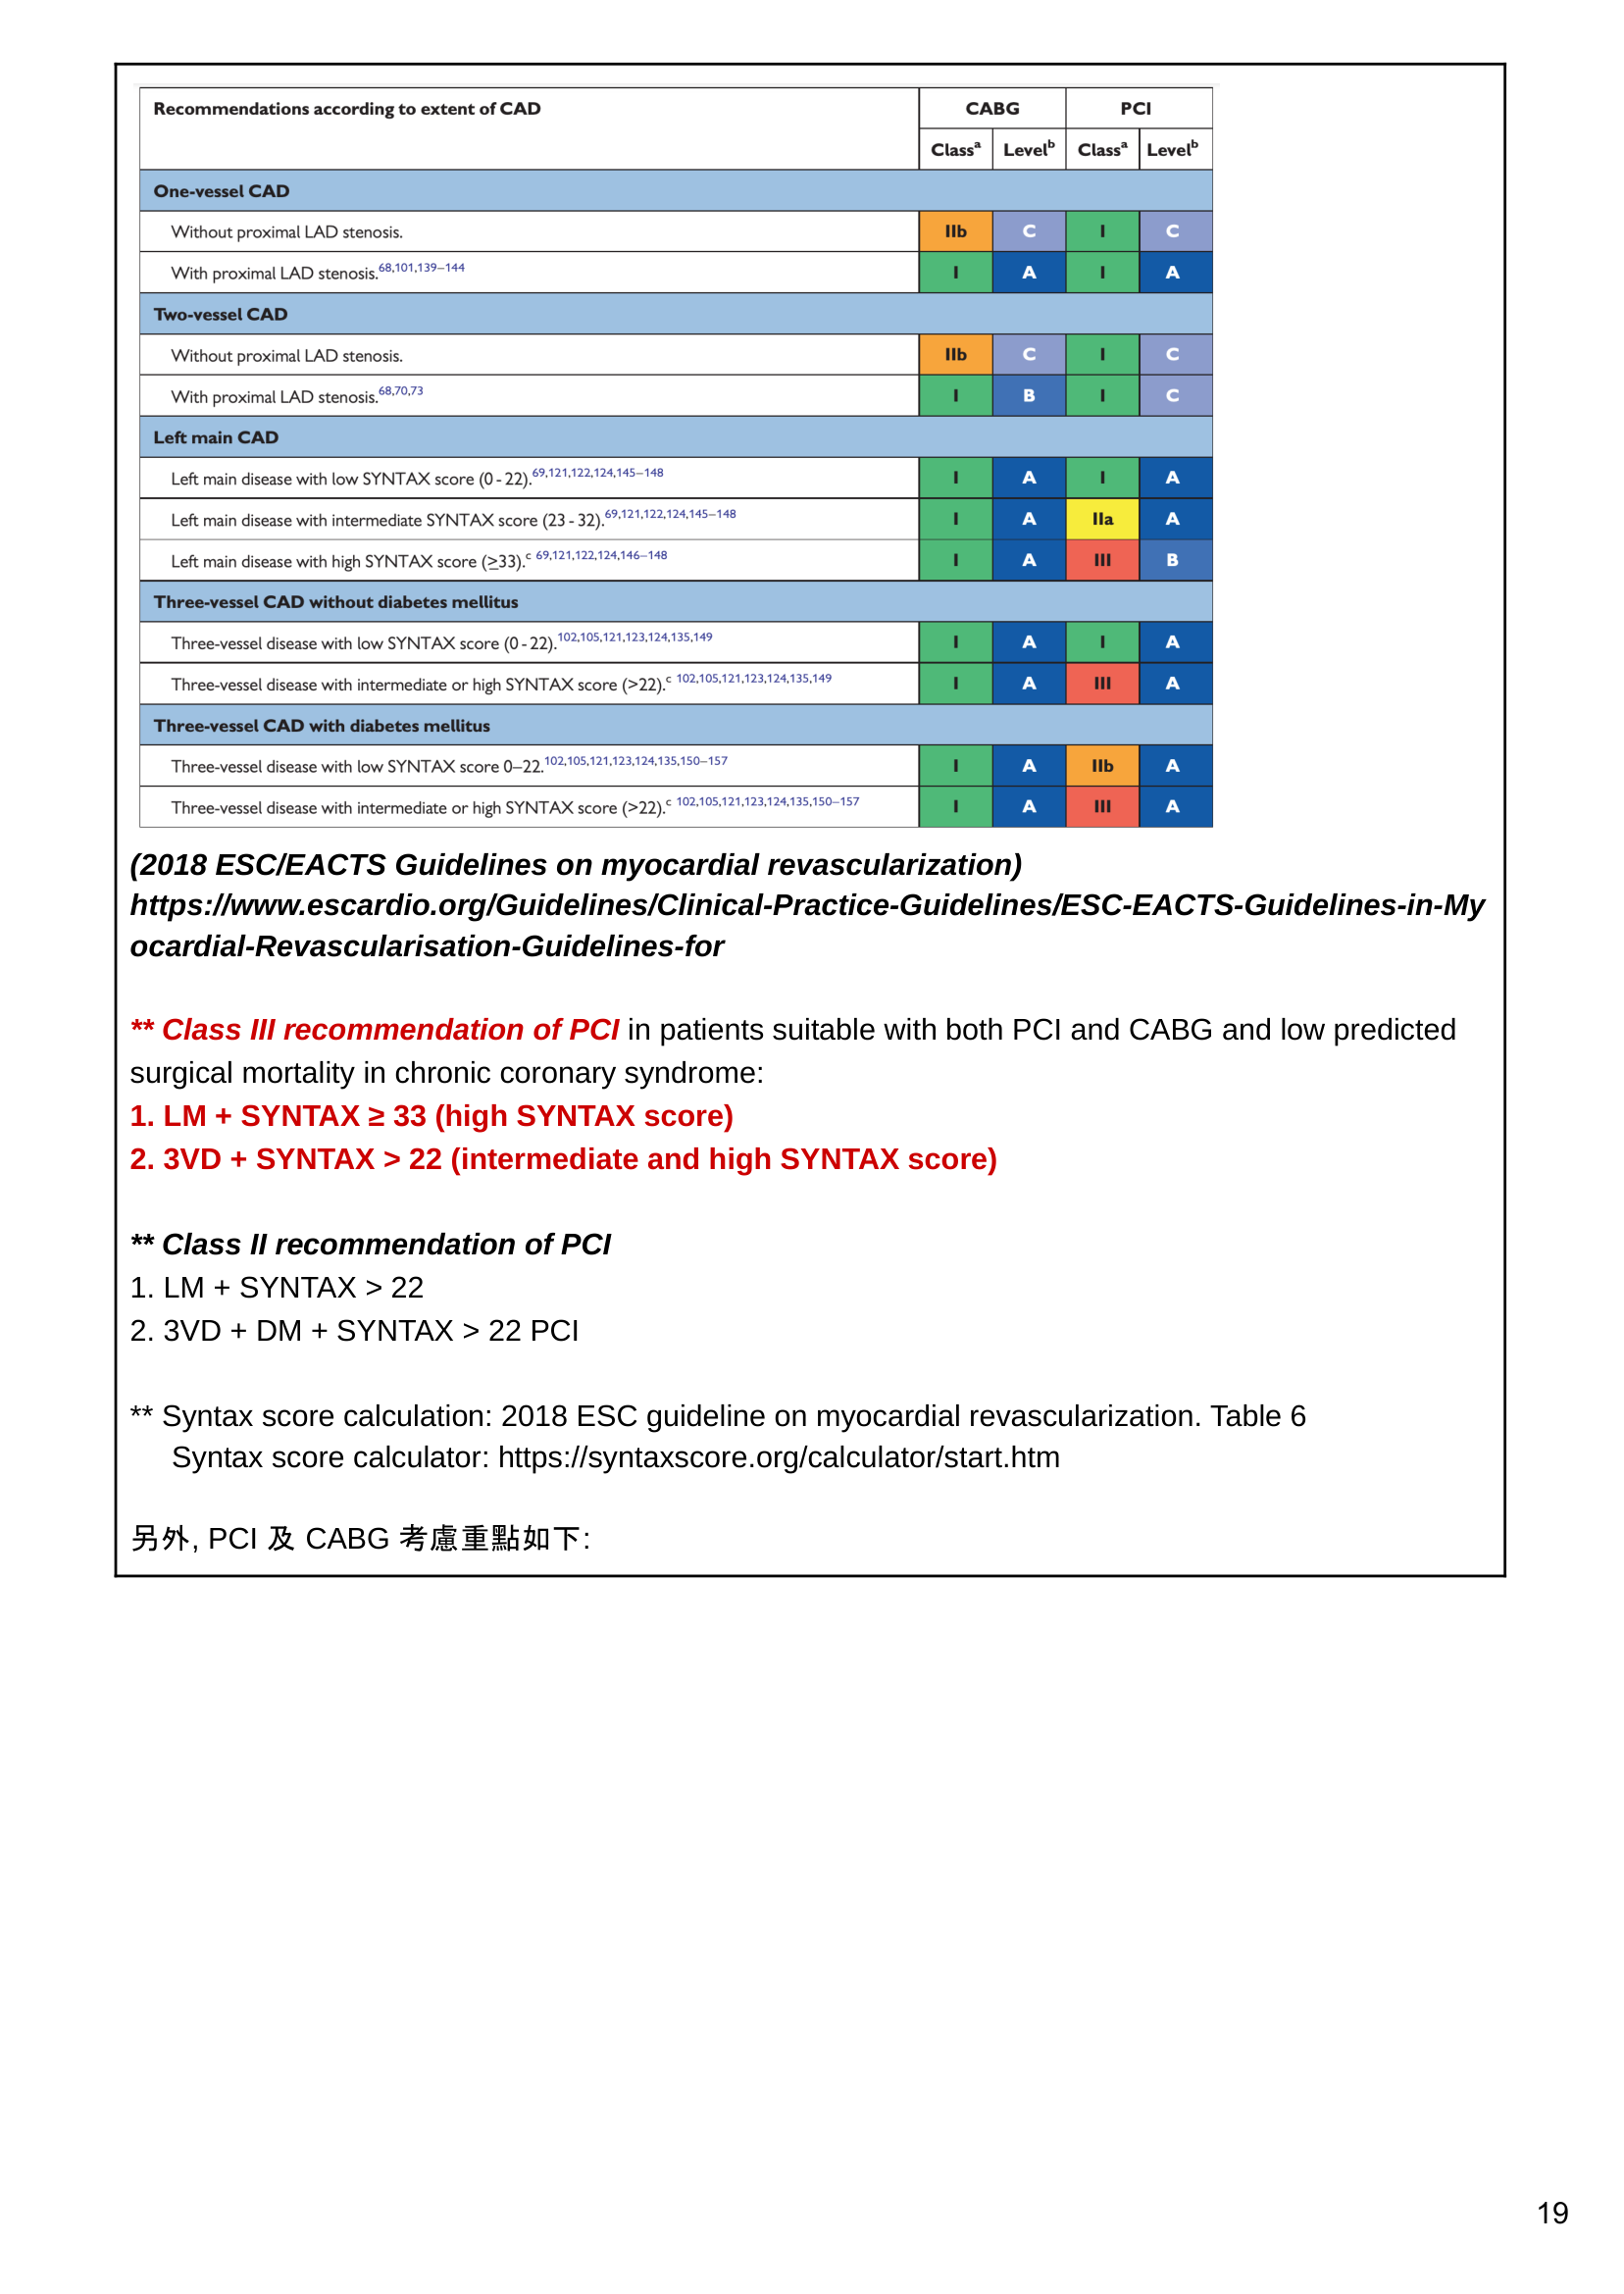 Recommendations according to extent of CAD CABG PCI
Classᵃ Levelᵇ Classᵃ Levelᵇ
One-vessel CAD
Without proximal LAD stenosis. IIb C I C
With proximal LAD stenosis.68,101,139–144 I A I A
Two-vessel CAD
Without proximal LAD stenosis. IIb C I C
With proximal LAD stenosis.68,70,73 I B I C
Left main CAD
Left main disease with low SYNTAX score (0 - 22).69,121,122,124,145–148 I A I A
Left main disease with intermediate SYNTAX score (23 - 32).69,121,122,124,145–148 I A IIa A
Left main disease with high SYNTAX score (≥33).c 69,121,122,124,146–148 I A III B
Three-vessel CAD without diabetes mellitus
Three-vessel disease with low SYNTAX score (0 - 22).102,105,121,123,124,135,149 I A I A
Three-vessel disease with intermediate or high SYNTAX score (>22).c 102,105,121,123,124,135,149 I A III A
Three-vessel CAD with diabetes mellitus
Three-vessel disease with low SYNTAX score 0–22.102,105,121,123,124,135,150–157 I A IIb A
Three-vessel disease with intermediate or high SYNTAX score (>22).c 102,105,121,123,124,135,150–157 I A III A
(2018 ESC/EACTS Guidelines on myocardial revascularization)
https://www.escardio.org/Guidelines/Clinical-Practice-Guidelines/ESC-EACTS-Guidelines-in-My
ocardial-Revascularisation-Guidelines-for
** Class III recommendation of PCI in patients suitable with both PCI and CABG and low predicted
surgical mortality in chronic coronary syndrome:
1. LM + SYNTAX ≥ 33 (high SYNTAX score)
2. 3VD + SYNTAX > 22 (intermediate and high SYNTAX score)
** Class II recommendation of PCI
1. LM + SYNTAX > 22
2. 3VD + DM + SYNTAX > 22 PCI
** Syntax score calculation: 2018 ESC guideline on myocardial revascularization. Table 6
Syntax score calculator: https://syntaxscore.org/calculator/start.htm
另外, PCI 及 CABG 考慮重點如下:
19